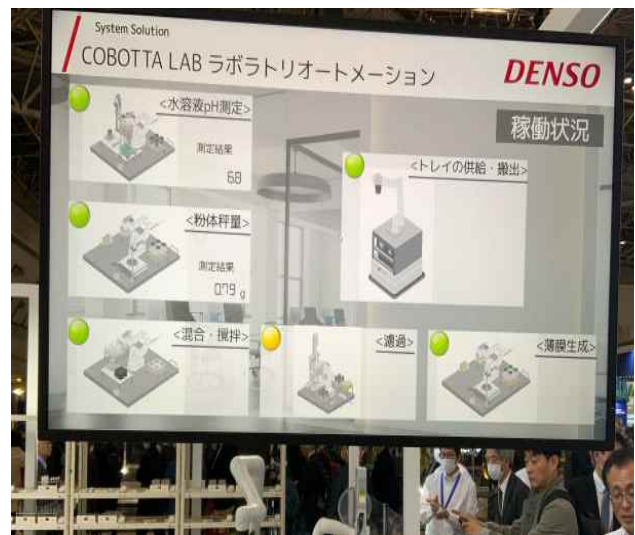 System Solution
COBOTTA LAB ラボラトリオートメーション
DENSO
稼働状況
<水溶液pH測定>
測定結果
6.8
<トレイの供給・搬出>
<粉体秤量>
測定結果
0.79 g
<混合・撹拌>
<濾過>
<薄膜生成>